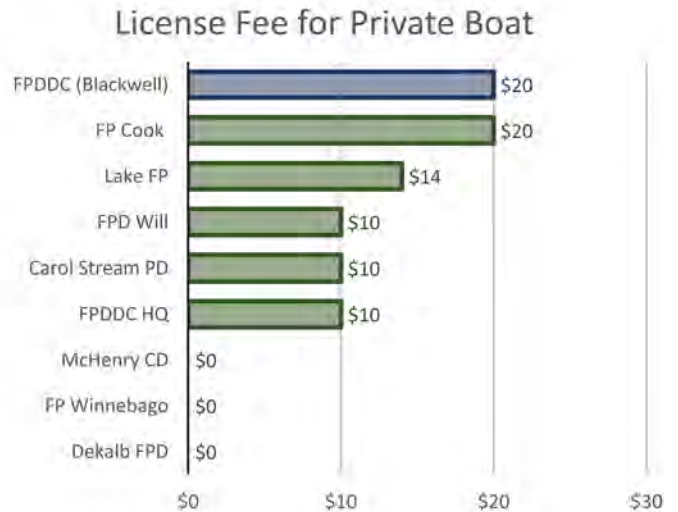 License Fee for Private Boat
FPDDC (Blackwell) $20
FP Cook $20
Lake FP $14
FPD Will $10
Carol Stream PD $10
FPDDC HQ $10
McHenry CD $0
FP Winnebago $0
Dekalb FPD $0
$0 $10 $20 $30